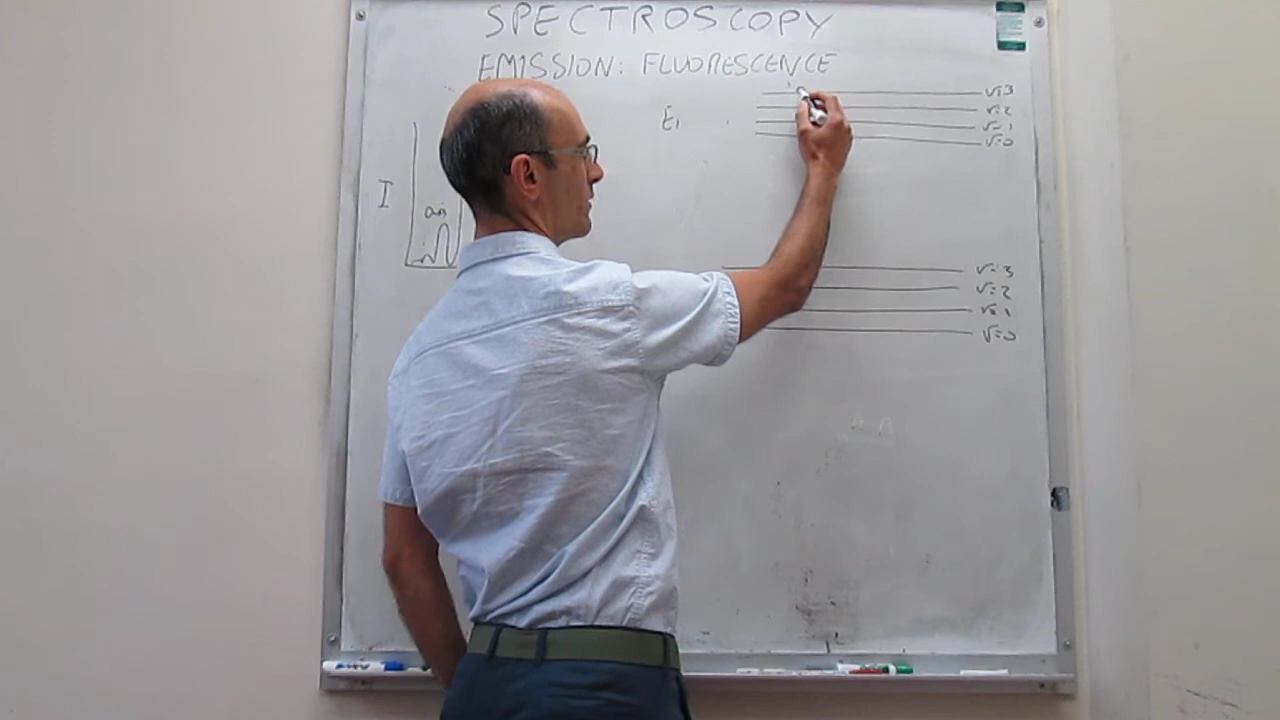 SPECTROSCOPY
EMISSION: FLUORESCENCE
E₁
v=3
v=2
v=1
v=0
I
v=3
v=2
v=1
v=0